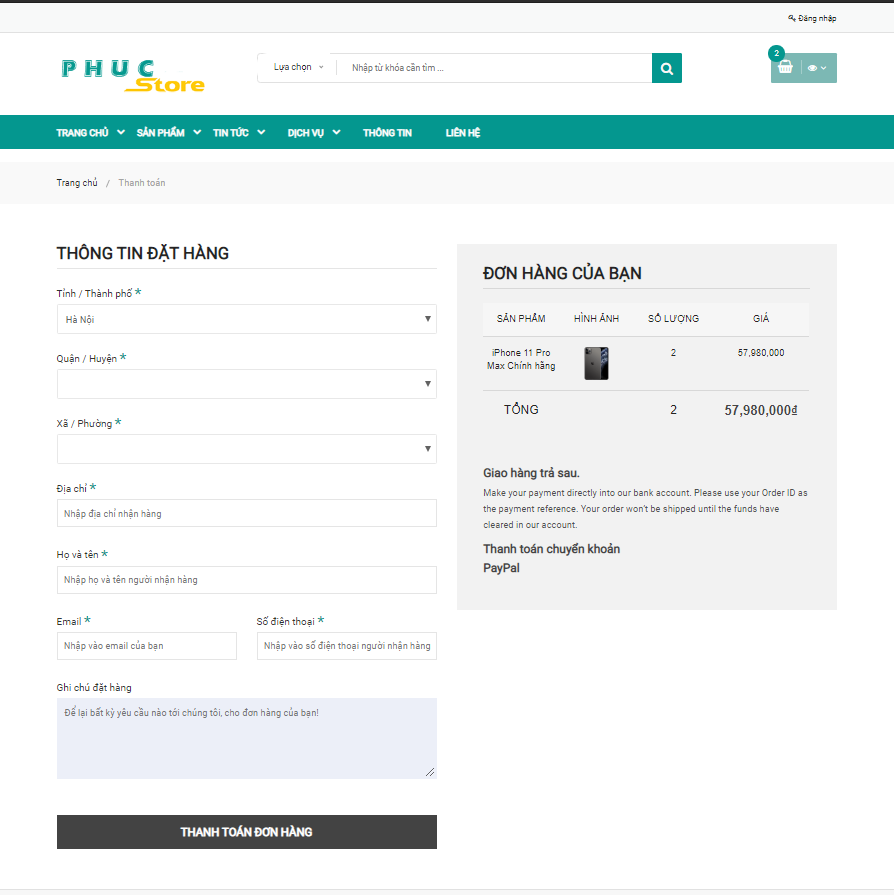 Đăng nhập
PHUC
Store
Lựa chọn
Nhập từ khóa cần tìm ...
2
TRANG CHỦ SẢN PHẨM TIN TỨC DỊCH VỤ THÔNG TIN LIÊN HỆ
Trang chủ / Thanh toán
THÔNG TIN ĐẶT HÀNG
Tỉnh / Thành phố *
Hà Nội
Quận / Huyện *
Xã / Phường *
Địa chỉ *
Nhập địa chỉ nhận hàng
Họ và tên *
Nhập họ và tên người nhận hàng
Email * Số điện thoại *
Nhập vào email của bạn Nhập vào số điện thoại người nhận hàng
Ghi chú đặt hàng
Để lại bất kỳ yêu cầu nào tới chúng tôi, cho đơn hàng của bạn!
THANH TOÁN ĐƠN HÀNG
ĐƠN HÀNG CỦA BẠN
SẢN PHẨM HÌNH ẢNH SỐ LƯỢNG GIÁ
iPhone 11 Pro 2 57,980,000
Max Chính hãng
TỔNG 2 57,980,000₫
Giao hàng trả sau.
Make your payment directly into our bank account. Please use your Order ID as
the payment reference. Your order won't be shipped until the funds have
cleared in our account.
Thanh toán chuyển khoản
PayPal